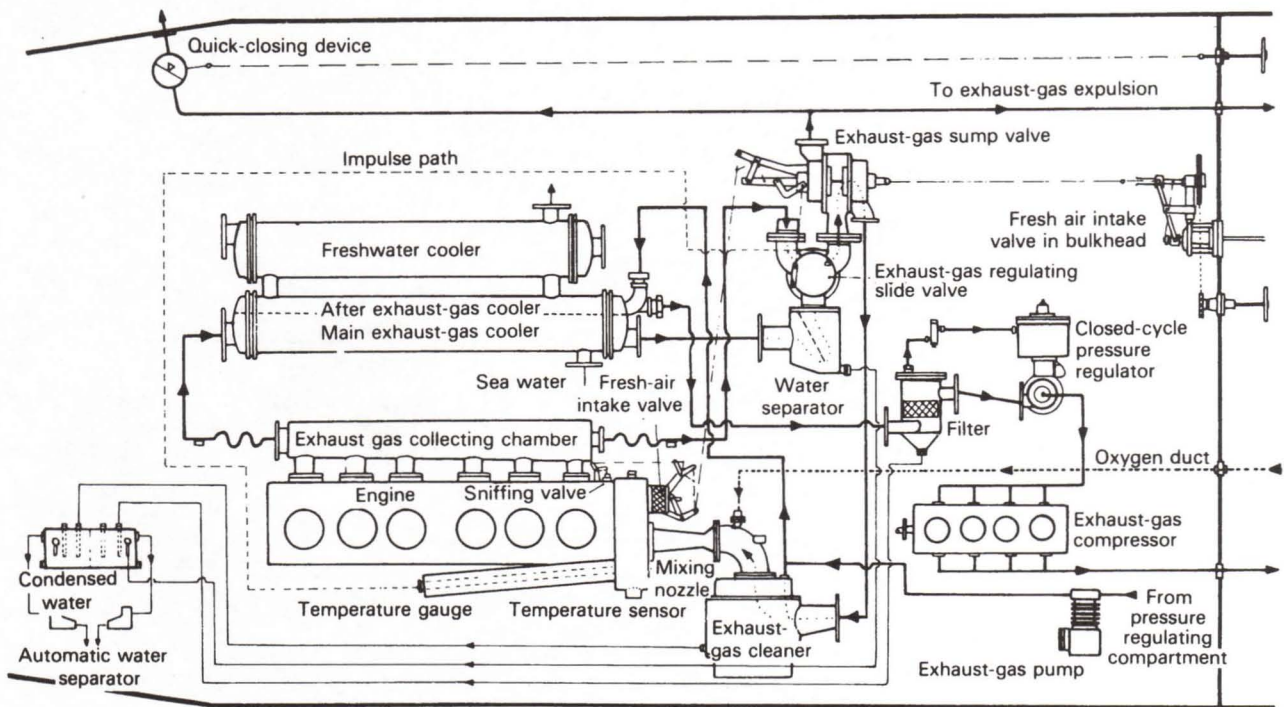 Quick-closing device
To exhaust-gas expulsion
Exhaust-gas sump valve
Impulse path
Fresh air intake
valve in bulkhead
Freshwater cooler
Exhaust-gas regulating
slide valve
After exhaust-gas cooler
Main exhaust-gas cooler
Closed-cycle
pressure
regulator
Sea water
Fresh-air
intake valve
Water
separator
Filter
Exhaust gas collecting chamber
Oxygen duct
Engine
Sniffing valve
Exhaust-gas
compressor
Condensed
water
Mixing
nozzle
Temperature gauge
Temperature sensor
Exhaust-
gas cleaner
From
pressure
regulating
compartment
Automatic water
separator
Exhaust-gas pump